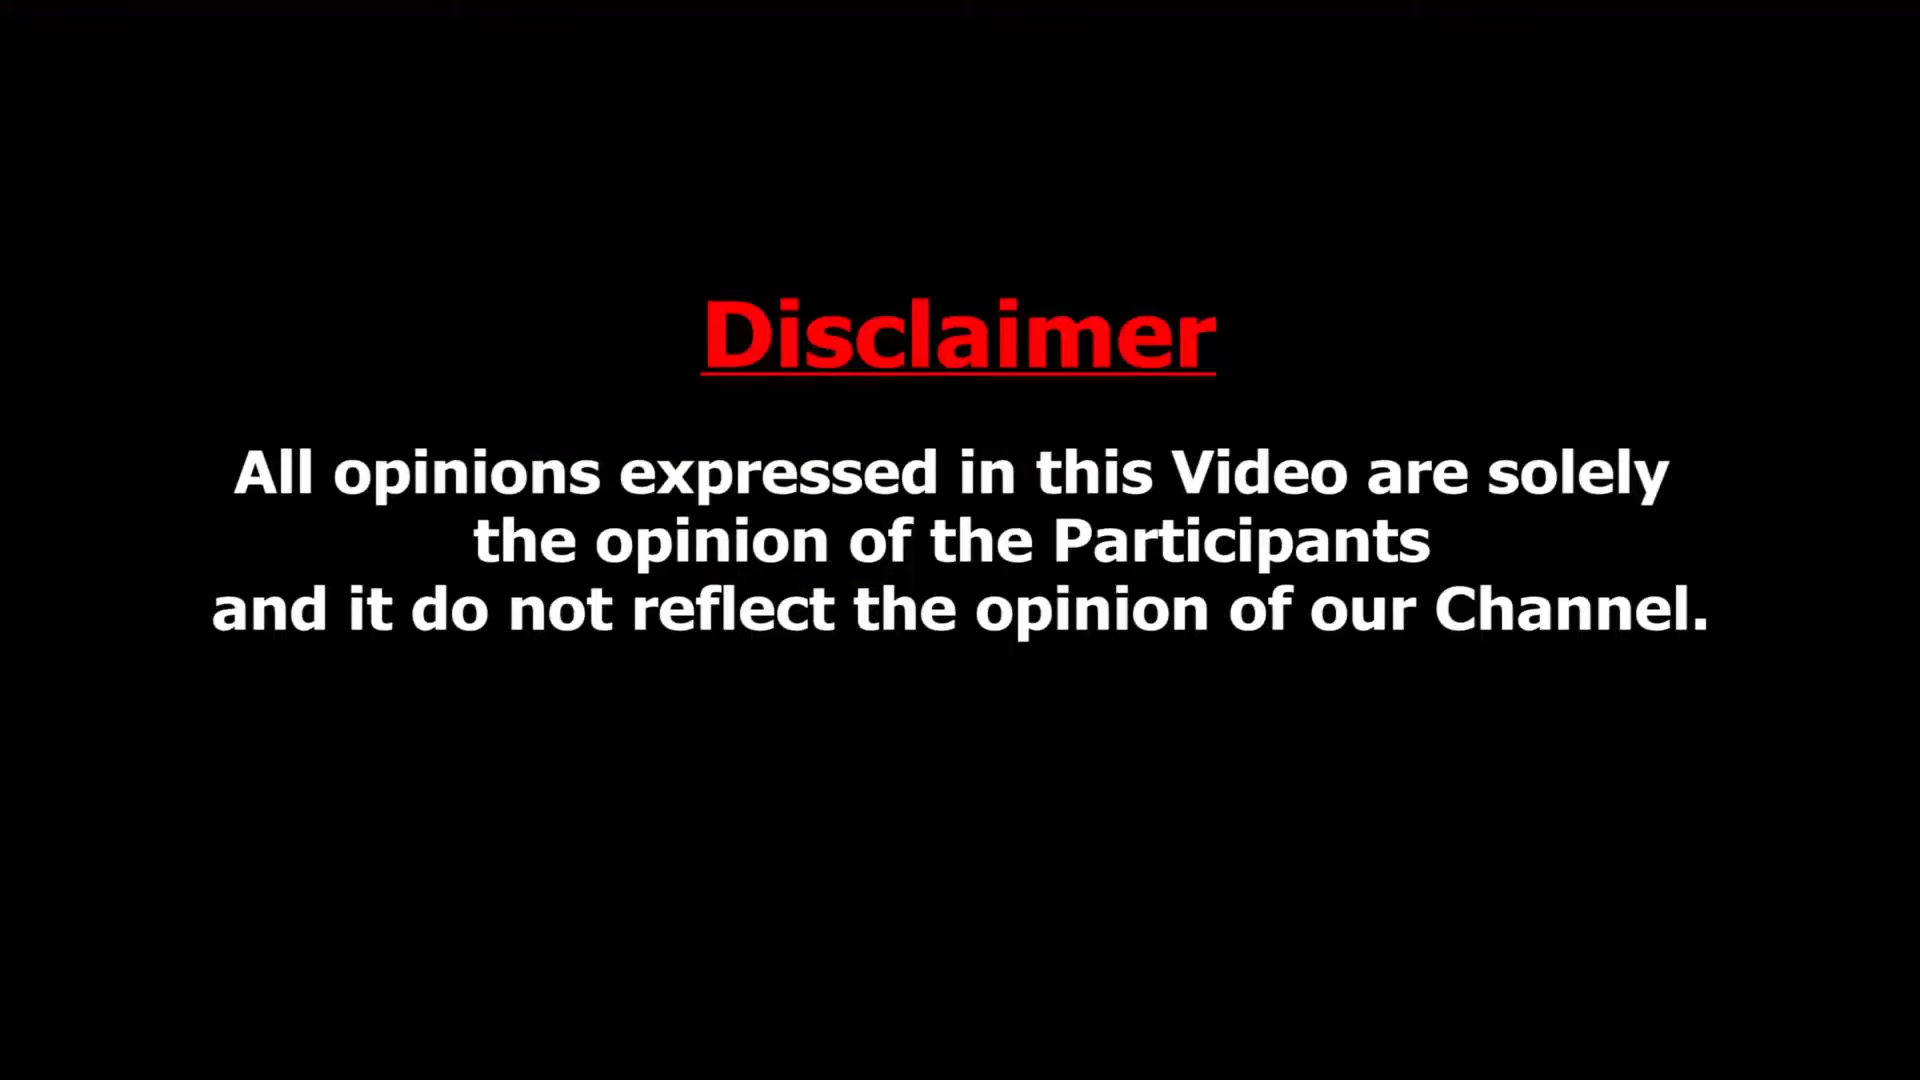 Disclaimer
All opinions expressed in this Video are solely
the opinion of the Participants
and it do not reflect the opinion of our Channel.